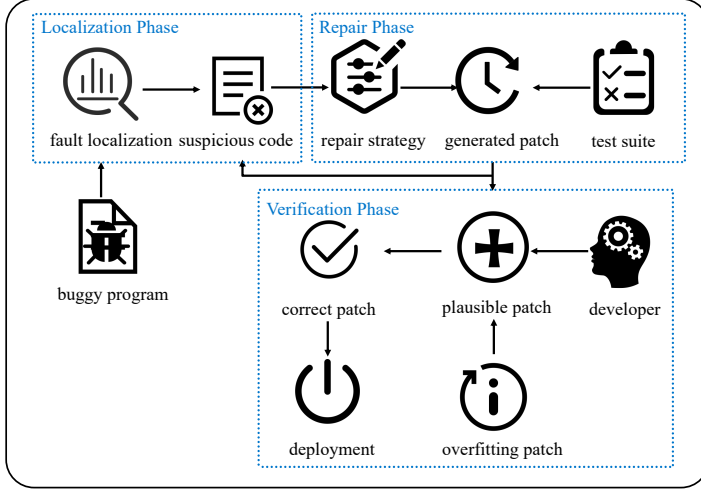 Localization Phase
Repair Phase
fault localization
suspicious code
repair strategy
generated patch
test suite
Verification Phase
buggy program
correct patch
plausible patch
developer
deployment
overfitting patch